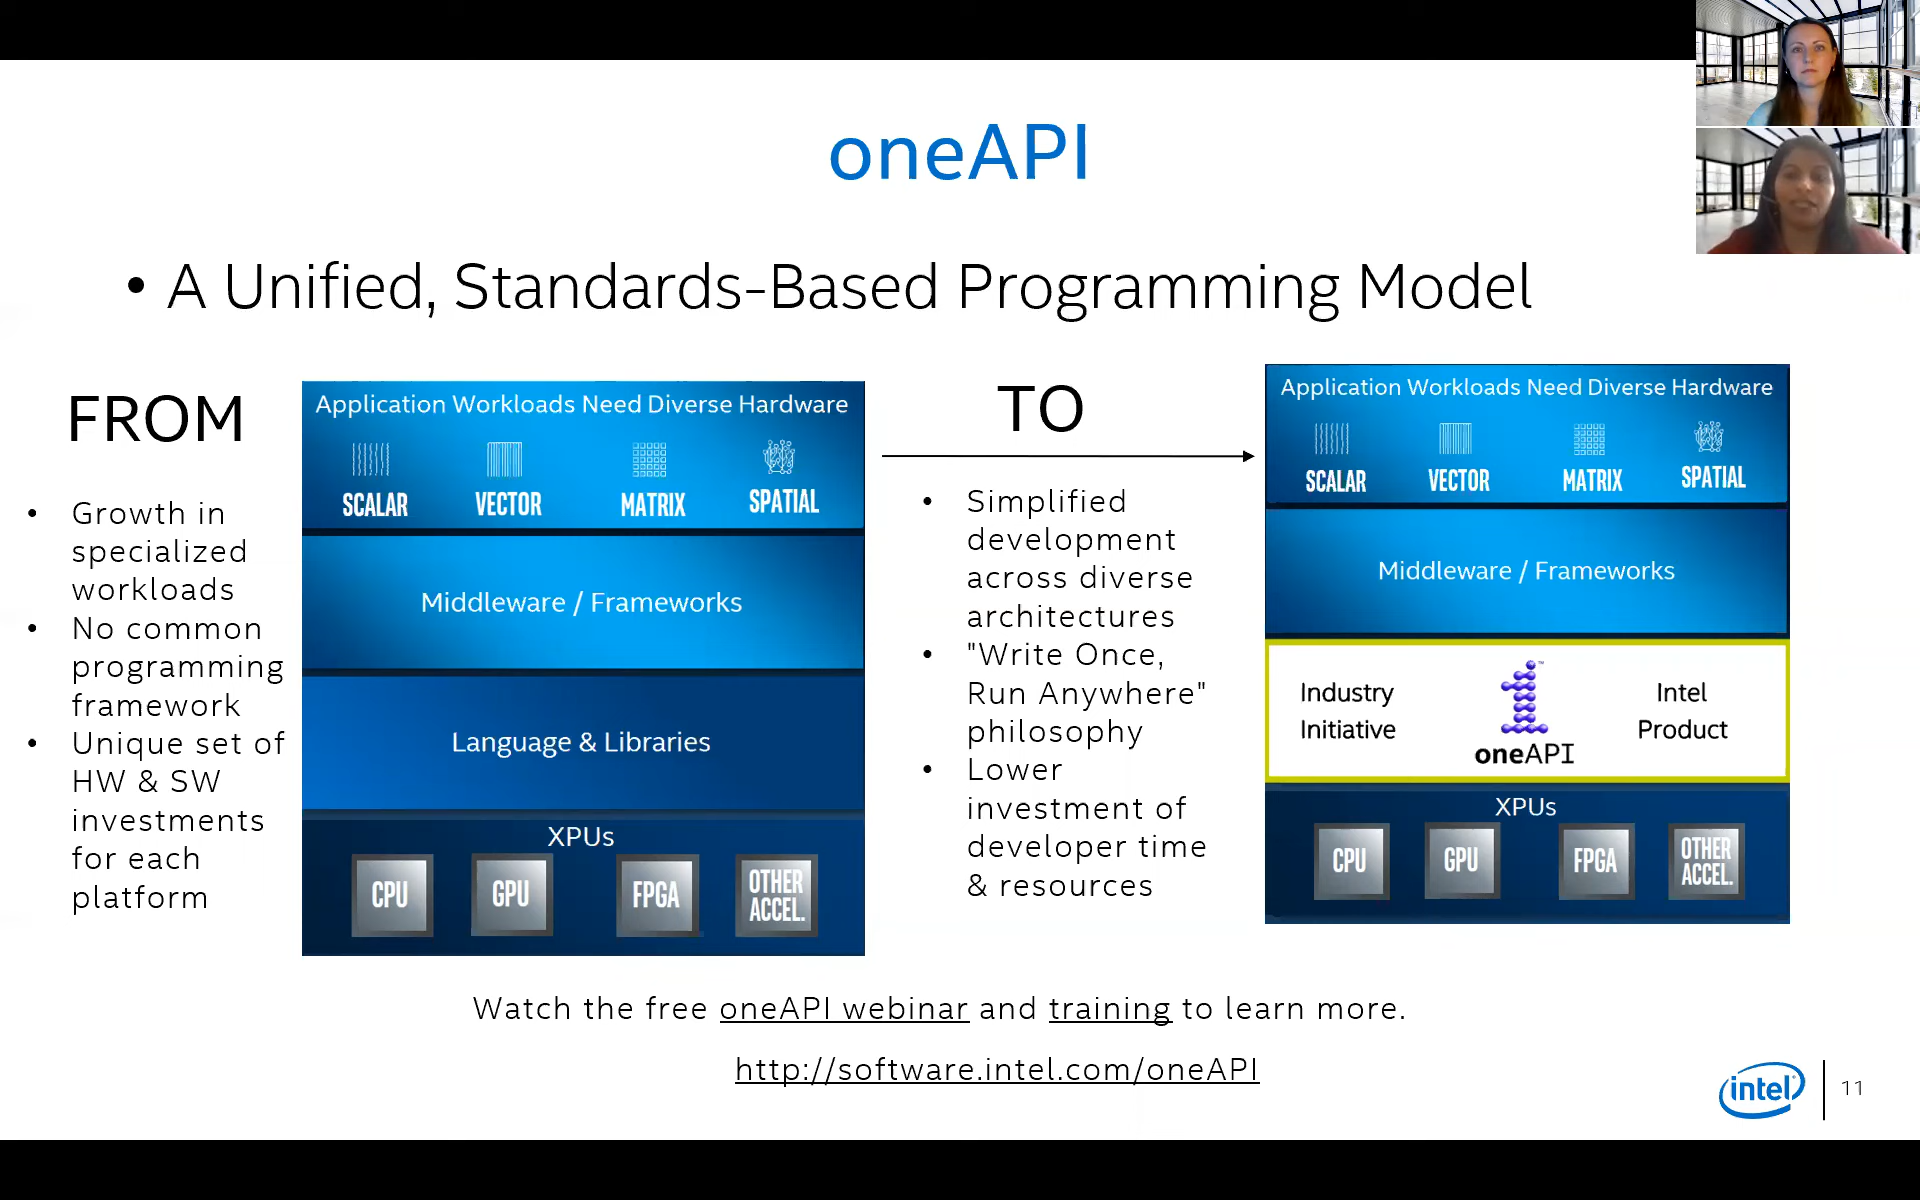 oneAPI
• A Unified, Standards-Based Programming Model
FROM
• Growth in
specialized
workloads
• No common
programming
framework
• Unique set of
HW & SW
investments
for each
platform
Application Workloads Need Diverse Hardware
SCALAR VECTOR MATRIX SPATIAL
Middleware / Frameworks
Language & Libraries
XPUs
CPU GPU FPGA OTHER
ACCEL.
TO
• Simplified
development
across diverse
architectures
• "Write Once,
Run Anywhere"
philosophy
• Lower
investment of
developer time
& resources
Application Workloads Need Diverse Hardware
SCALAR VECTOR MATRIX SPATIAL
Middleware / Frameworks
Industry
Initiative
oneAPI
Intel
Product
XPUs
CPU GPU FPGA OTHER
ACCEL.
Watch the free oneAPI webinar and training to learn more.
http://software.intel.com/oneAPI
intel
11